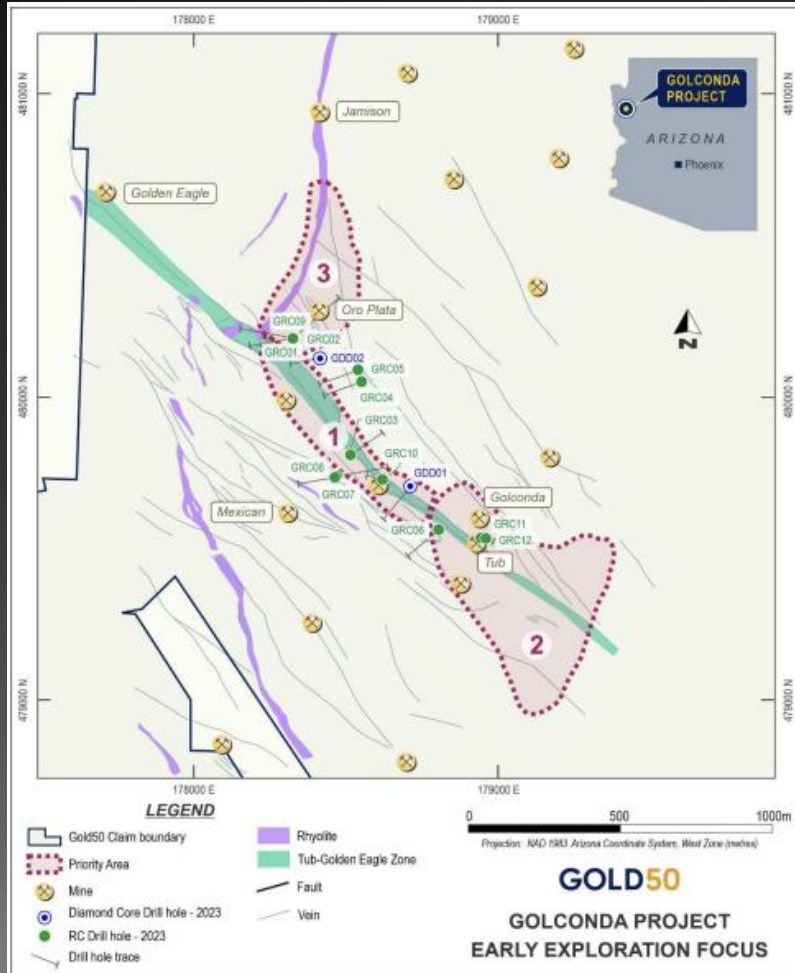 178000 E
179000 E
481000 N
481000 N
GOLCONDA
PROJECT
ARIZONA
Phoenix
Jamison
Golden Eagle
3
N
GRC09
Oro Plata
GRC02
GRC01
GDD02
GRC05
480000 N
480000 N
GRC04
GRC03
1
GRC10
GRC08
GDD01
GRC07
Golconda
Mexican
GRC06
GRC11
GRC12
Tub
2
479000 N
479000 N
178000 E
179000 E
LEGEND
Gold50 Claim boundary
Priority Area
Mine
Diamond Core Drill hole - 2023
RC Drill hole - 2023
Drill hole trace
Rhyolite
Tub-Golden Eagle Zone
Fault
Vein
0 500 1000m
Projection: NAD 1983 Arizona Coordinate System, West Zone (metres)
GOLD50
GOLCONDA PROJECT
EARLY EXPLORATION FOCUS